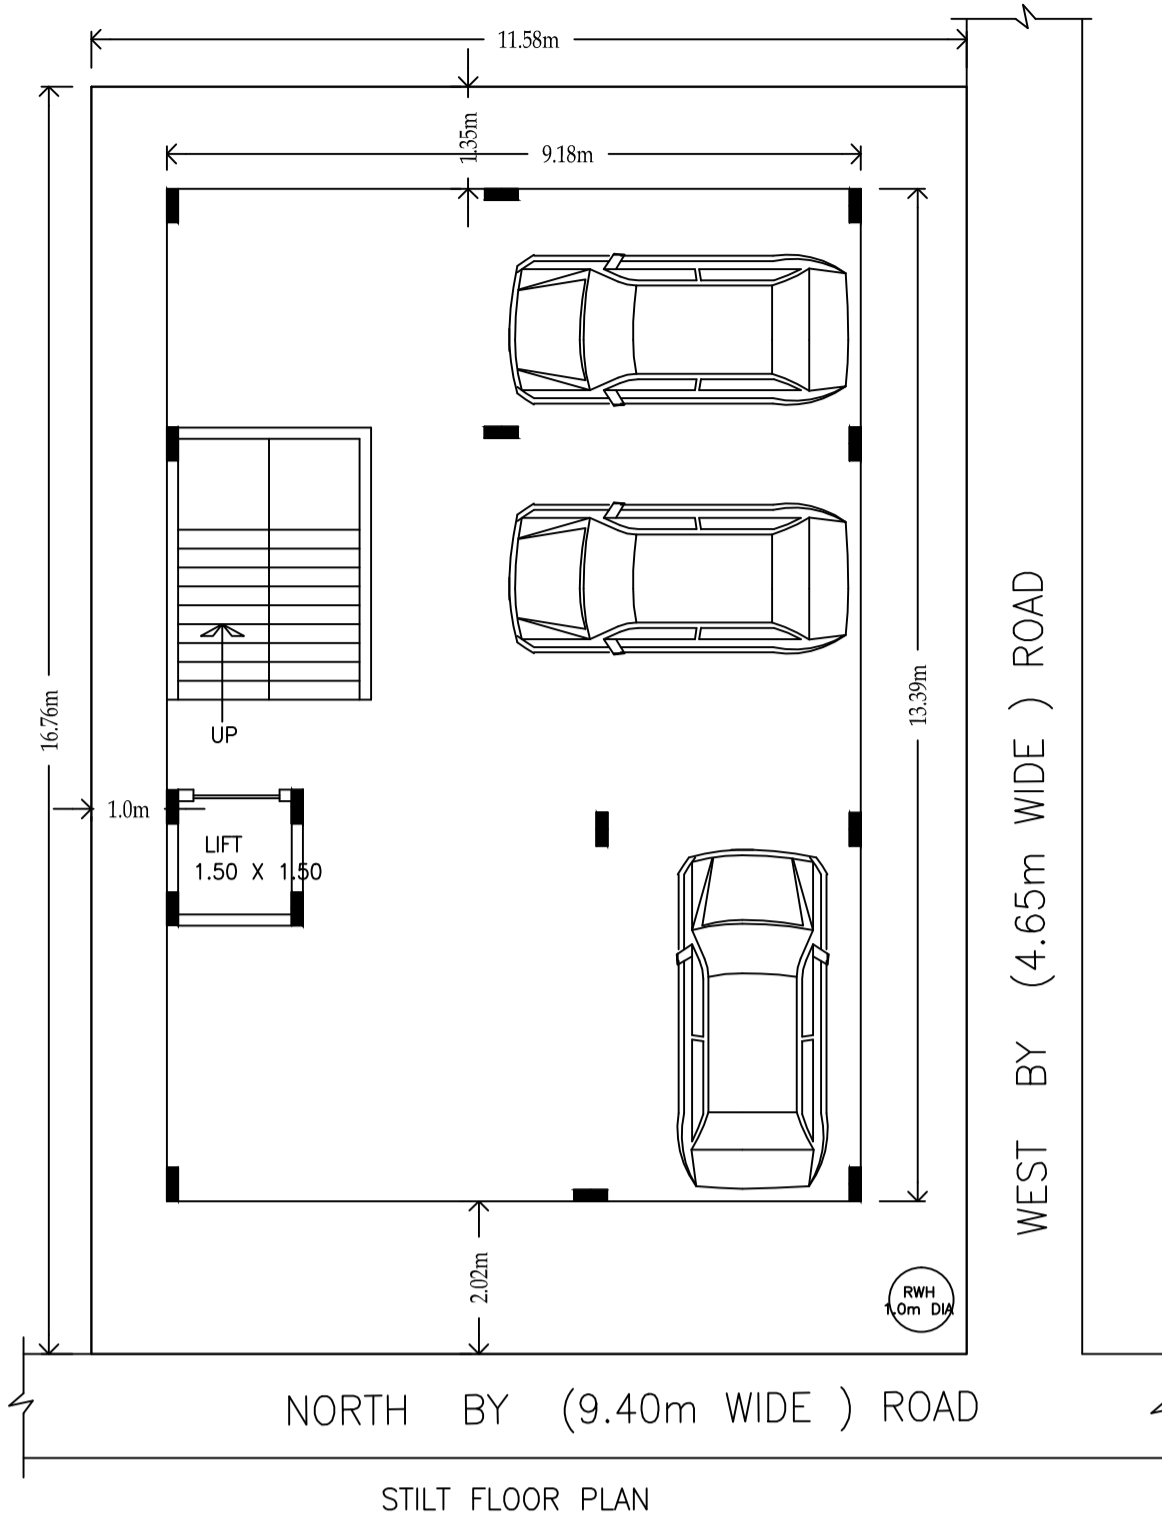 11.58m
1.35m
9.18m
16.76m
13.39m
UP
1.0m
LIFT
1.50 X 1.50
WEST BY (4.65m WIDE ) ROAD
2.02m
RWH
1.0m DIA
NORTH BY (9.40m WIDE ) ROAD
STILT FLOOR PLAN